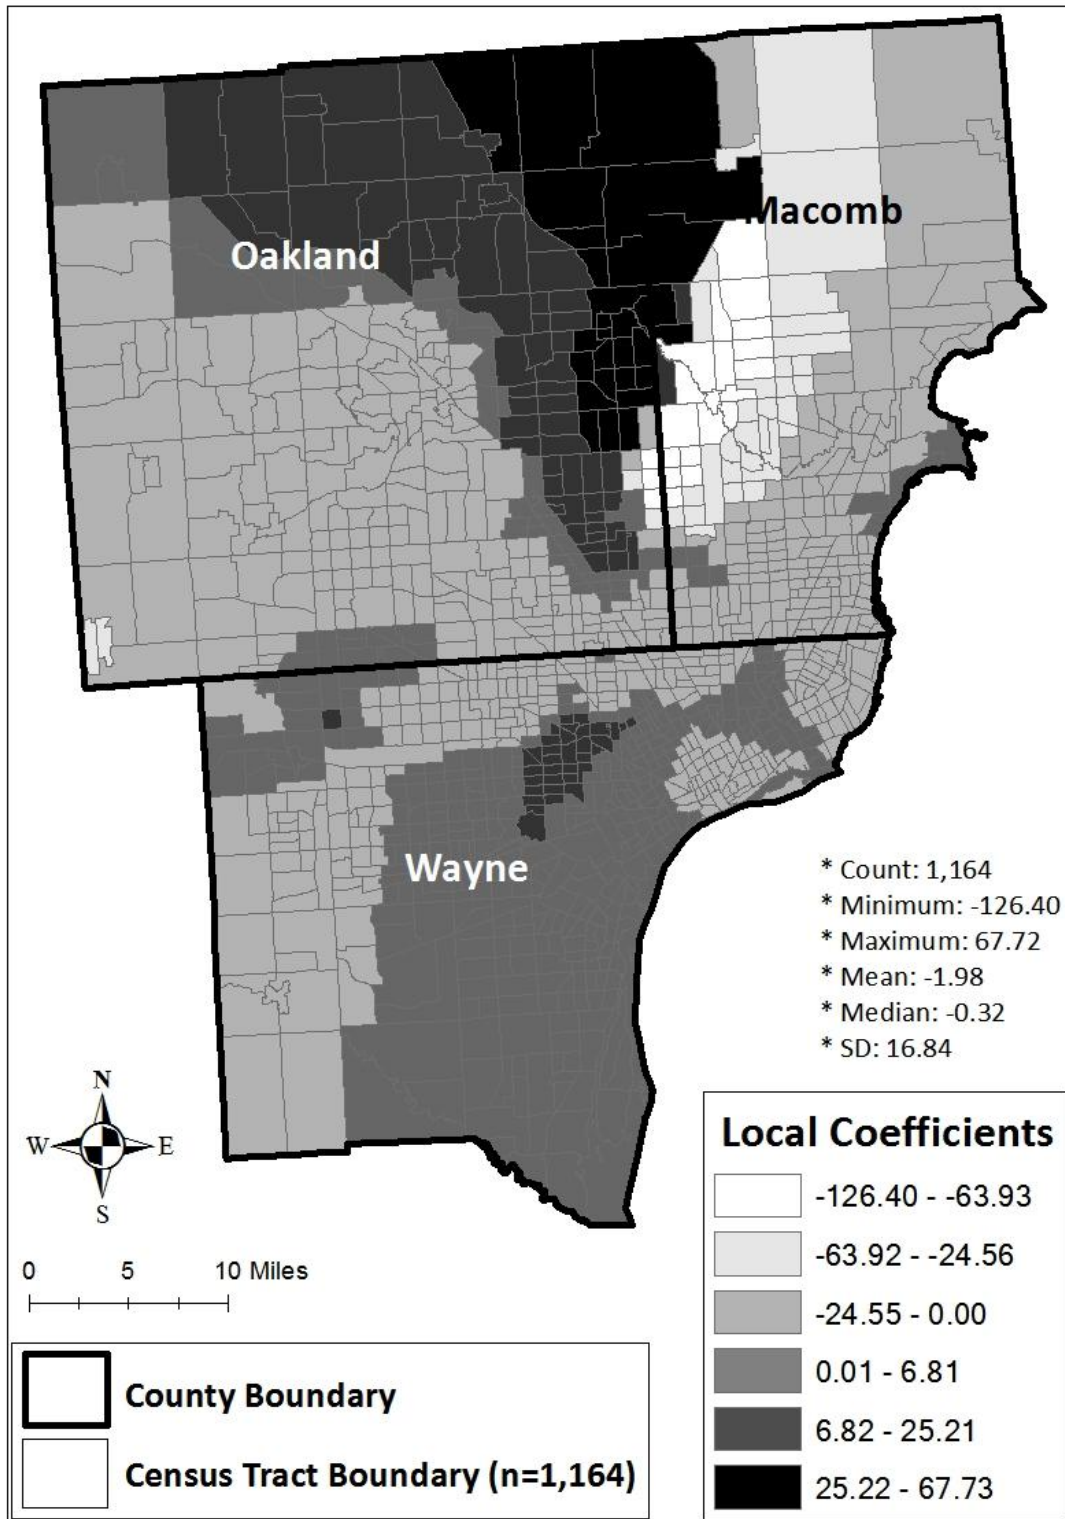 Oakland
Macomb
Wayne
* Count: 1,164
* Minimum: -126.40
* Maximum: 67.72
* Mean: -1.98
* Median: -0.32
* SD: 16.84
N
W
E
S
0 5 10 Miles
County Boundary
Census Tract Boundary (n=1,164)
Local Coefficients
-126.40 - -63.93
-63.92 - -24.56
-24.55 - 0.00
0.01 - 6.81
6.82 - 25.21
25.22 - 67.73